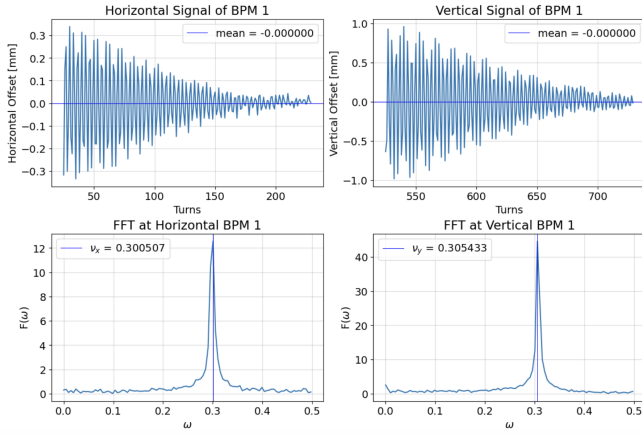 Horizontal Signal of BPM 1
mean = -0.000000
Horizontal Offset [mm]
0.3
0.2
0.1
0.0
-0.1
-0.2
-0.3
50
100
150
200
Turns
Vertical Signal of BPM 1
mean = -0.000000
Vertical Offset [mm]
1.0
0.5
0.0
-0.5
-1.0
550
600
650
700
Turns
FFT at Horizontal BPM 1
νx = 0.300507
F(ω)
12
10
8
6
4
2
0
0.0
0.1
0.2
0.3
0.4
0.5
ω
FFT at Vertical BPM 1
νy = 0.305433
F(ω)
40
30
20
10
0
0.0
0.1
0.2
0.3
0.4
0.5
ω